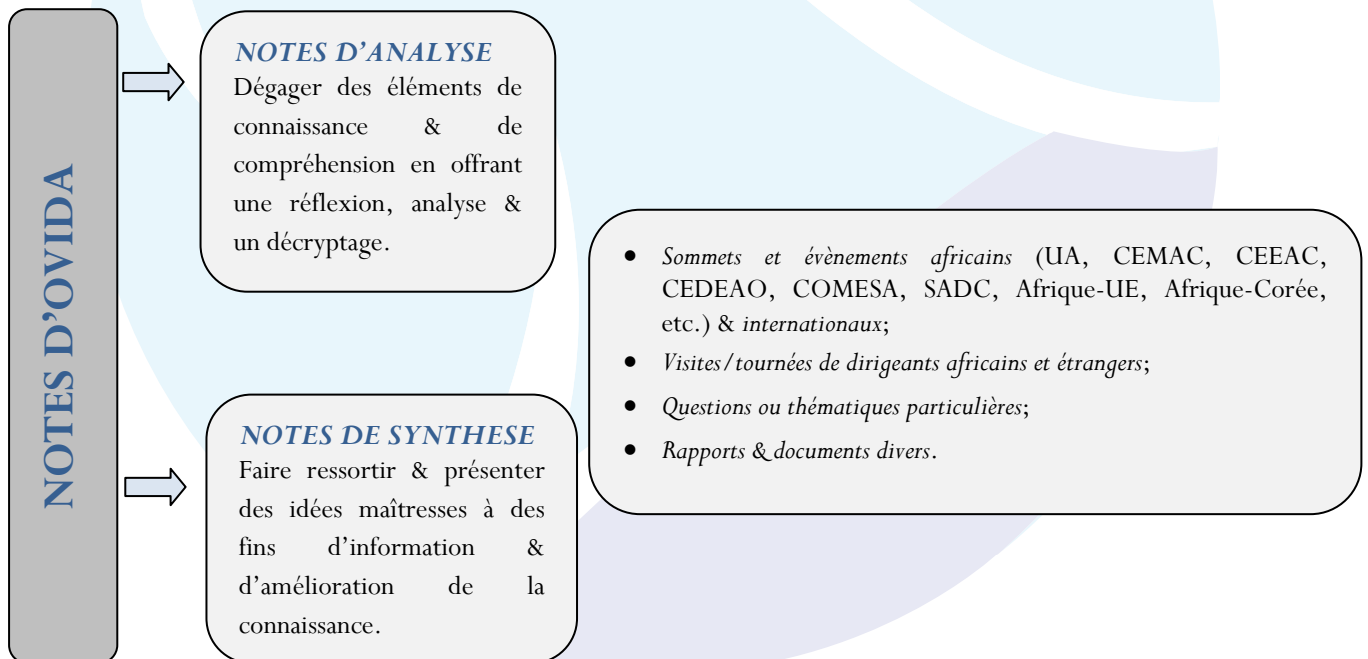 NOTES D'OVIDA
NOTES D'ANALYSE
Dégager des éléments de
connaissance & de
compréhension en offrant
une réflexion, analyse &
un décryptage.
NOTES DE SYNTHESE
Faire ressortir & présenter
des idées maîtresses à des
fins d'information &
d'amélioration de la
connaissance.
• Sommets et évènements africains (UA, CEMAC, CEEAC,
CEDEAO, COMESA, SADC, Afrique-UE, Afrique-Corée,
etc.) & internationaux;
• Visites/tournées de dirigeants africains et étrangers;
• Questions ou thématiques particulières;
• Rapports & documents divers.